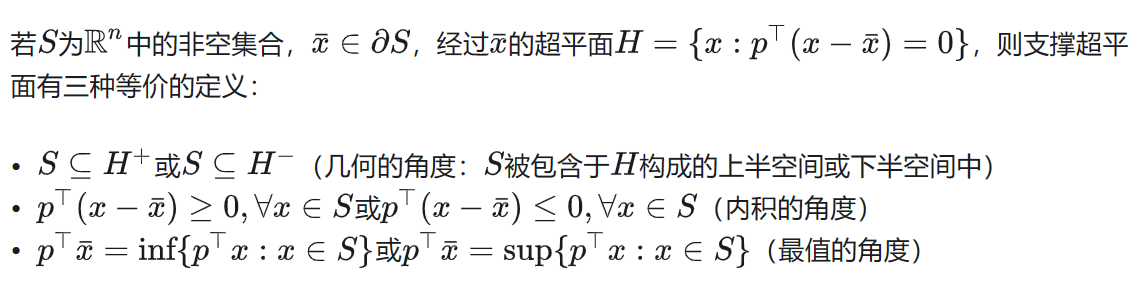 若$S$为$\mathbb{R}^n$中的非空集合，$\bar{x} \in \partial S$，经过$\bar{x}$的超平面$H = \{x : p^\top(x - \bar{x}) = 0\}$，则支撑超平
面有三种等价的定义：
• $S \subseteq H^+$或$S \subseteq H^-$（几何的角度：$S$被包含于$H$构成的上半空间或下半空间中）
• $p^\top(x - \bar{x}) \geq 0, \forall x \in S$或$p^\top(x - \bar{x}) \leq 0, \forall x \in S$（内积的角度）
• $p^\top \bar{x} = \inf\{p^\top x : x \in S\}$或$p^\top \bar{x} = \sup\{p^\top x : x \in S\}$（最值的角度）